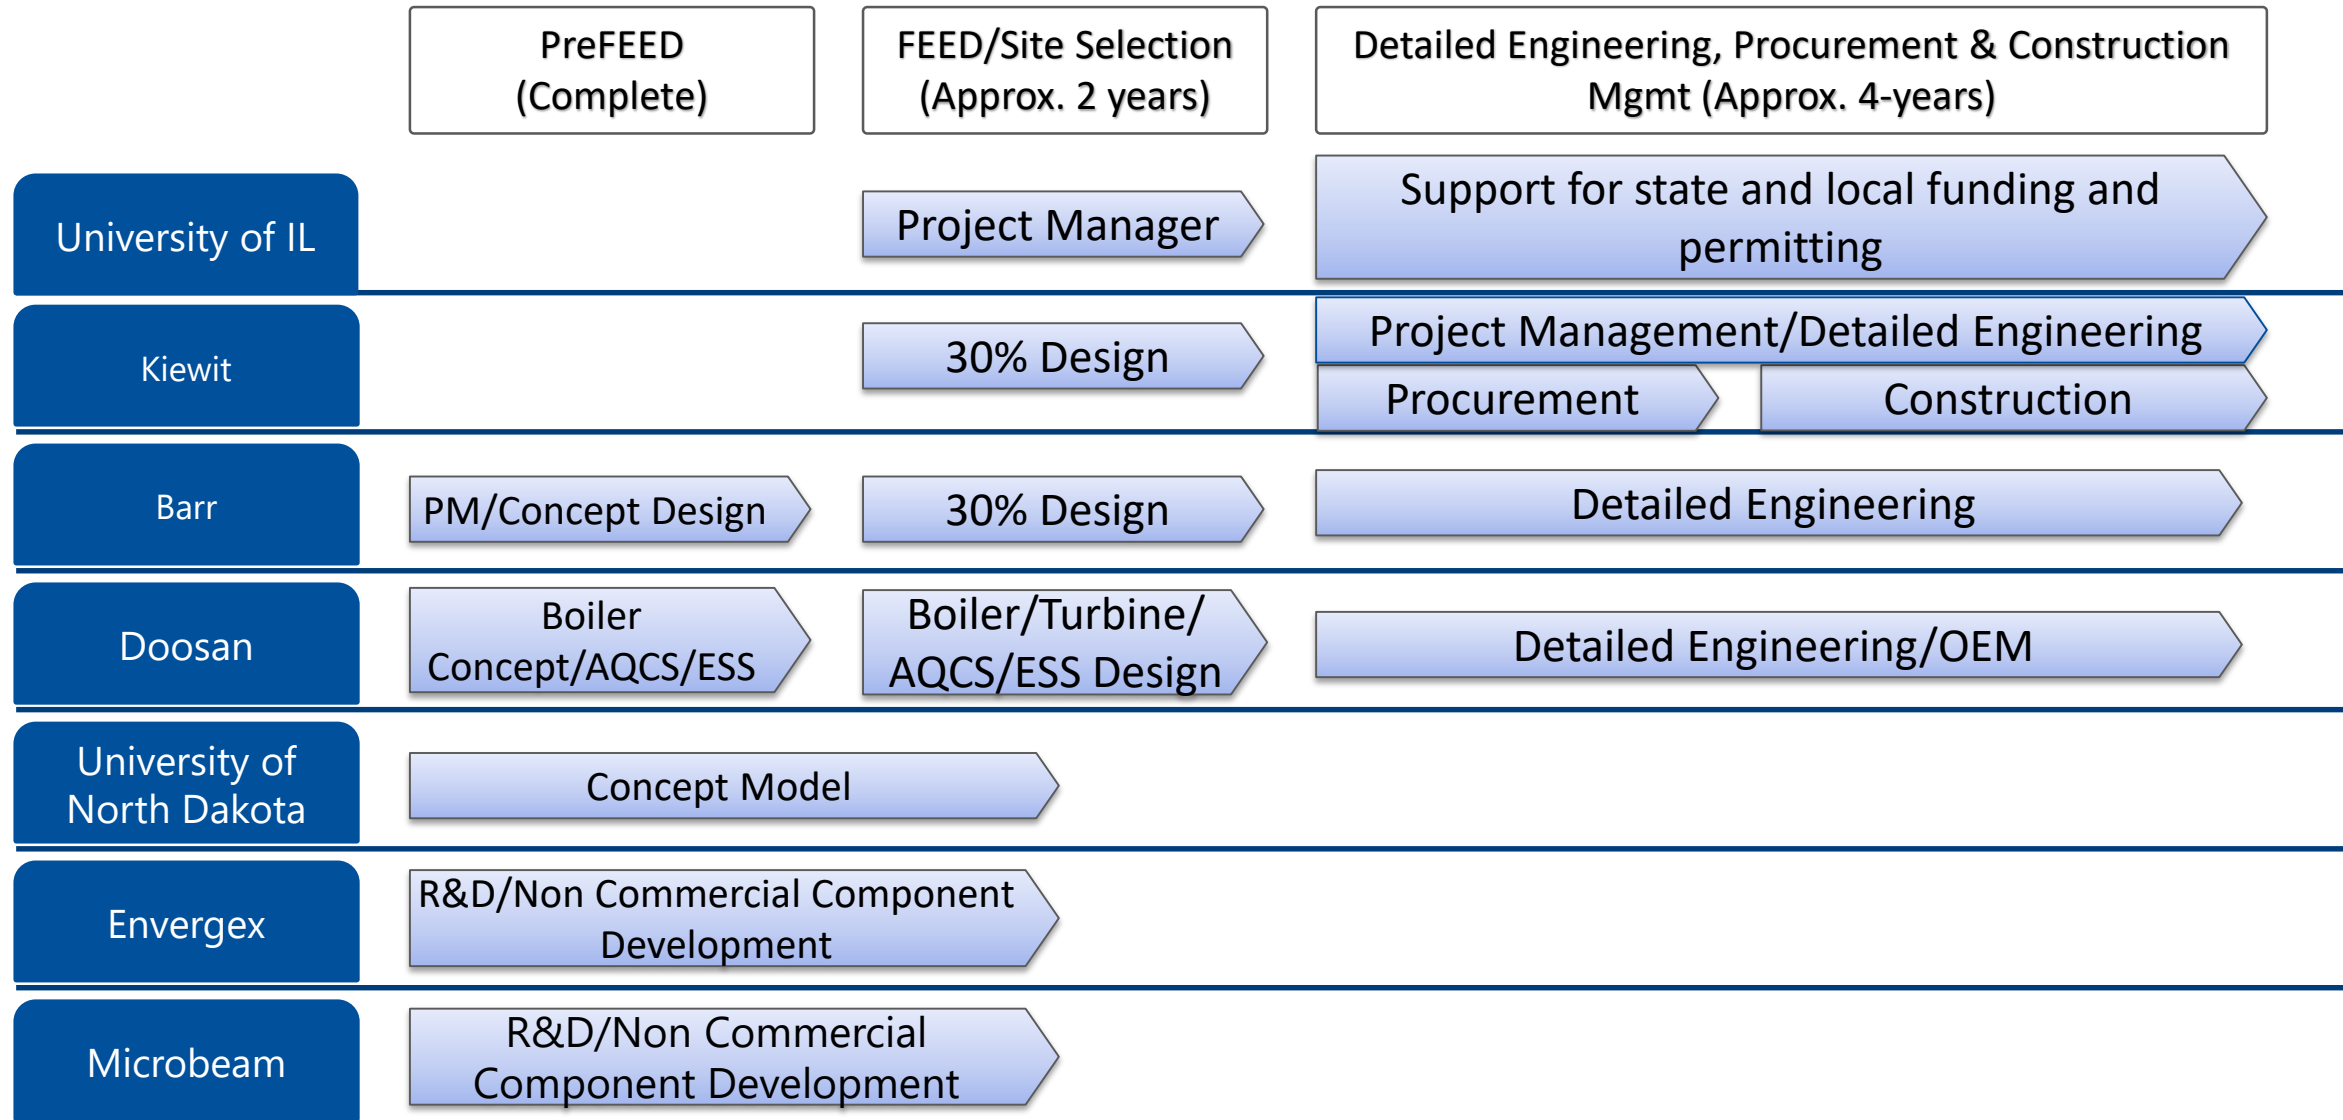 PreFEED
(Complete)
FEED/Site Selection
(Approx. 2 years)
Detailed Engineering, Procurement & Construction
Mgmt (Approx. 4-years)
University of IL
Project Manager
Support for state and local funding and
permitting
Kiewit
30% Design
Project Management/Detailed Engineering
Procurement
Construction
Barr
PM/Concept Design
30% Design
Detailed Engineering
Doosan
Boiler
Concept/AQCS/ESS
Boiler/Turbine/
AQCS/ESS Design
Detailed Engineering/OEM
University of
North Dakota
Concept Model
Envergex
R&D/Non Commercial Component
Development
Microbeam
R&D/Non Commercial
Component Development